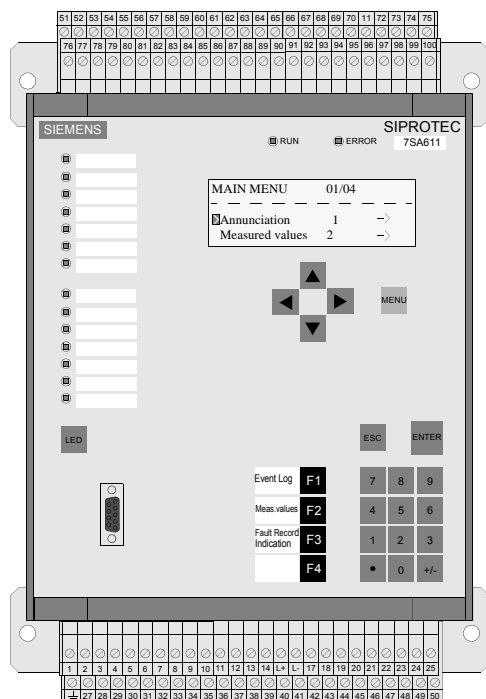 51 52 53 54 55 56 57 58 59 60 61 62 63 64 65 66 67 68 69 70 11 72 73 74 75
76 77 78 79 80 81 82 83 84 85 86 87 88 89 90 91 92 93 94 95 96 97 98 99 100
SIEMENS
SIPROTEC
RUN ERROR 7SA611
MAIN MENU 01/04
Annunciation 1
Measured values 2
MENU
LED
ESC ENTER
Event Log F1 7 8 9
Meas.values F2 4 5 6
Fault Record
Indication F3 1 2 3
F4 • 0 +/-
1 2 3 4 5 6 7 8 9 10 11 12 13 14 L+ L- 17 18 19 20 21 22 23 24 25
27 28 29 30 31 32 33 34 35 36 37 38 39 40 41 42 43 44 45 46 47 48 49 50